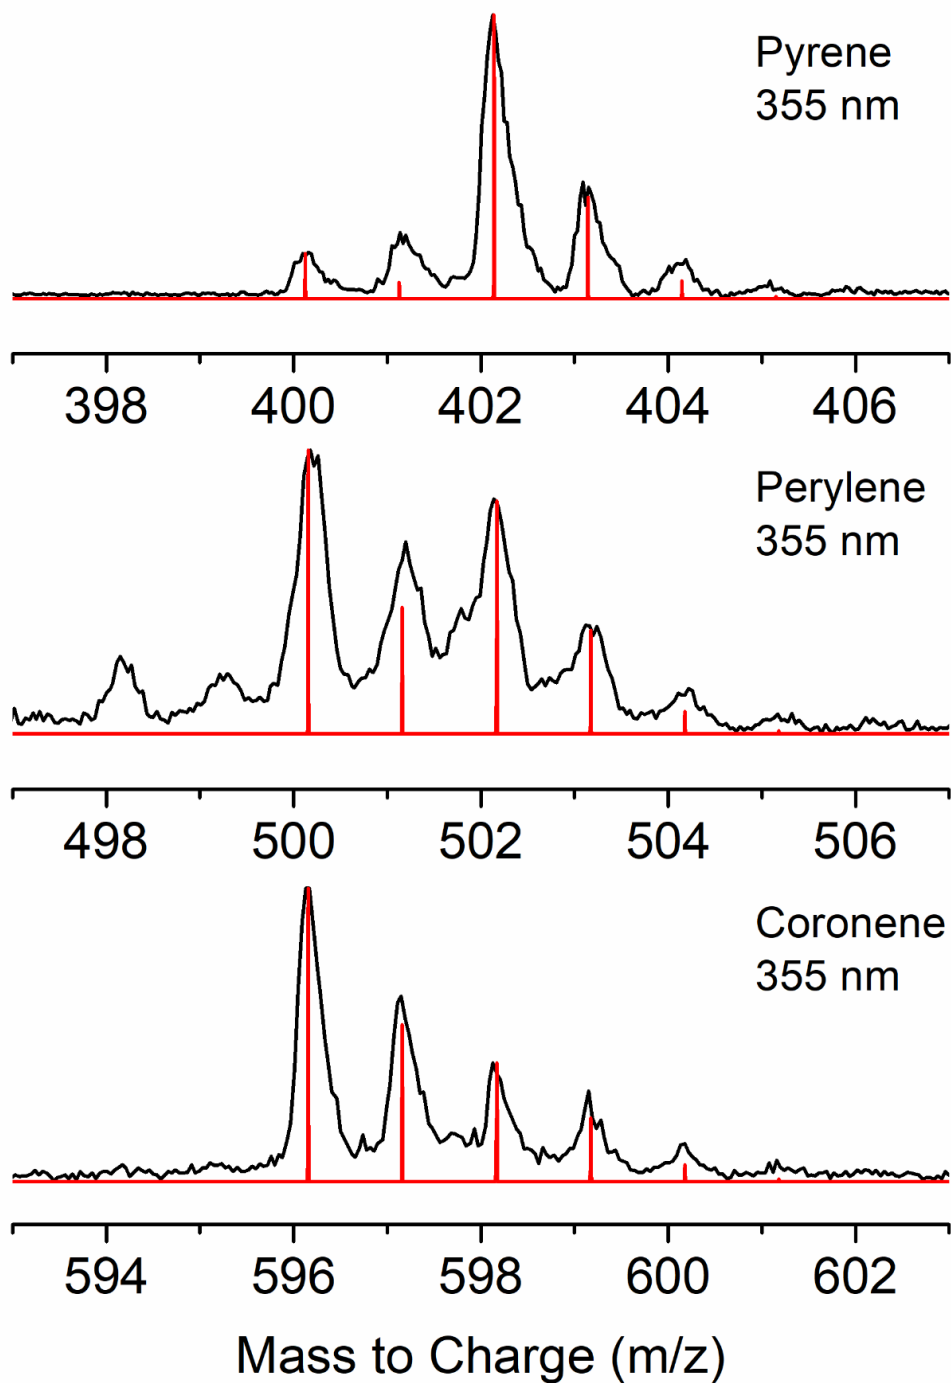 Pyrene
355 nm
398 400 402 404 406
Perylene
355 nm
498 500 502 504 506
Coronene
355 nm
594 596 598 600 602
Mass to Charge (m/z)